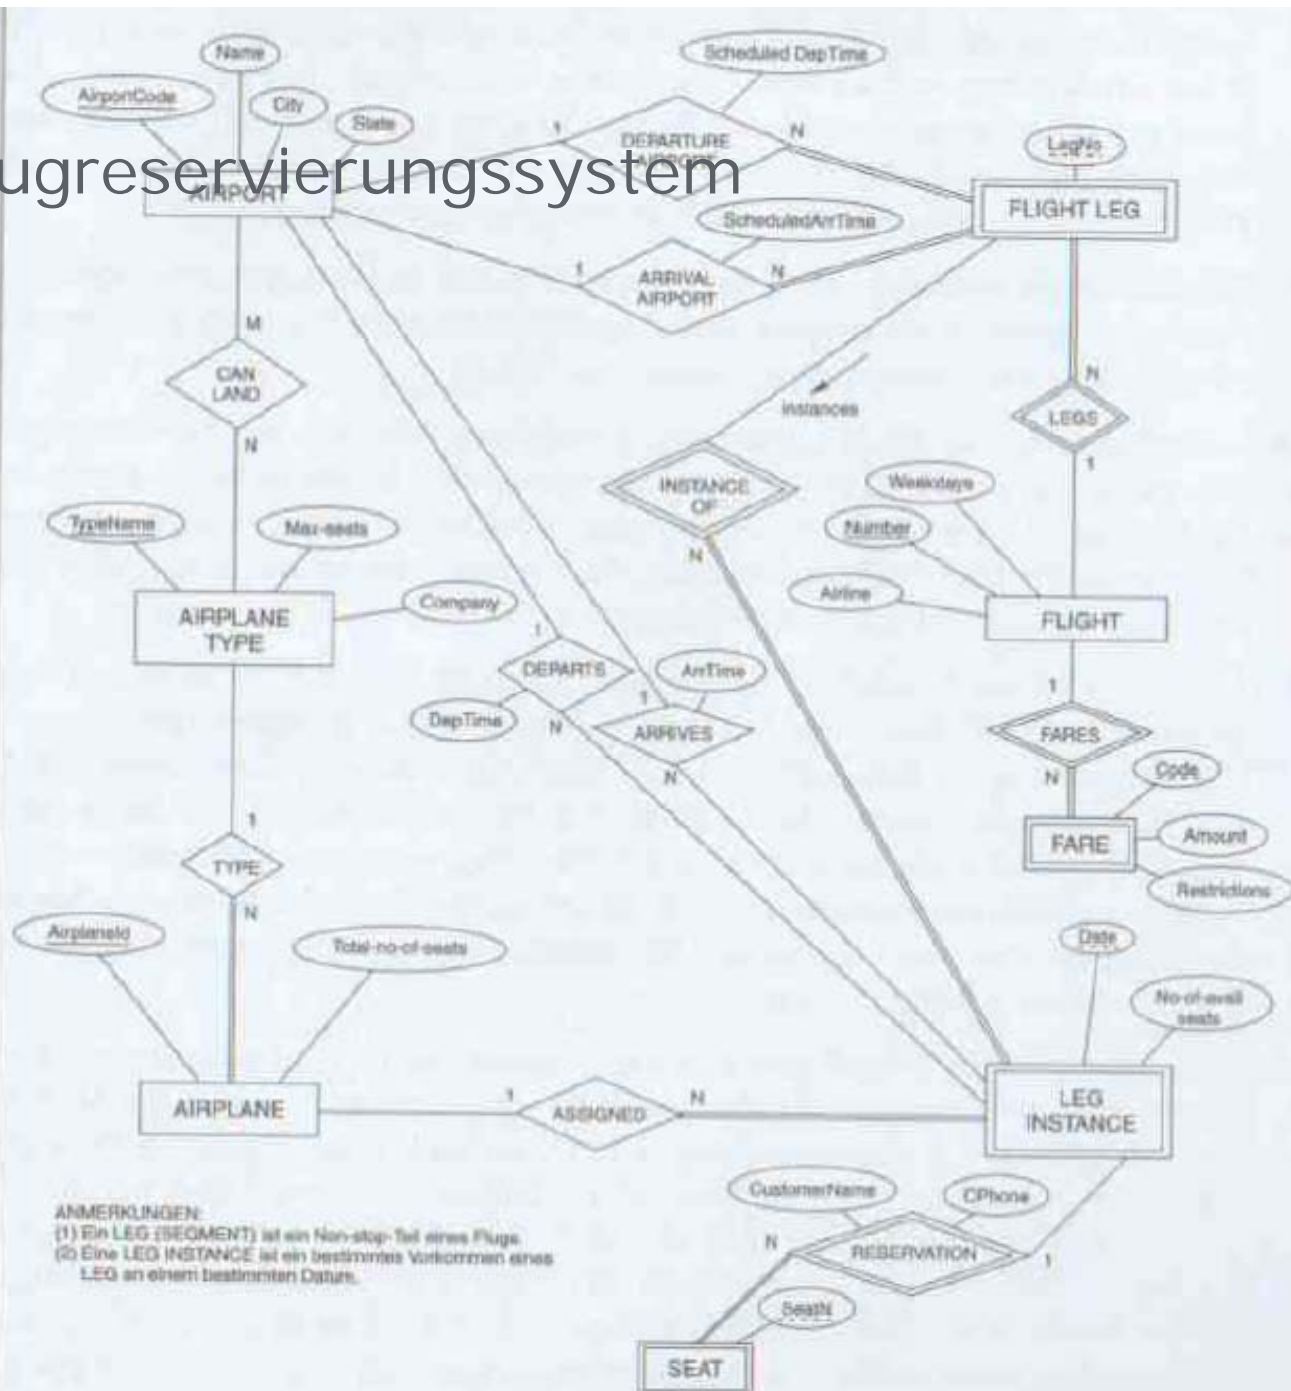 Name
Scheduled DepTime
AirportCode
City
State
1
DEPARTURE
AIRPORT
N
LegNo
ugreservierungssystem
AIRPORT
FLIGHT LEG
ScheduledArrTime
1
ARRIVAL
AIRPORT
N
M
CAN
LAND
N
instances
N
LEGS
1
INSTANCE
OF
N
Weekdays
Number
Airline
FLIGHT
TypeName
Max-seats
Company
AIRPLANE
TYPE
1
DEPARTS
DepTime
N
ArrTime
1
ARRIVES
N
1
FARES
N
Code
FARE
Amount
Restrictions
1
TYPE
N
AirplaneId
Total-no-of-seats
Date
No-of-avail
seats
AIRPLANE
1
ASSIGNED
N
LEG
INSTANCE
CustomerName
CPhone
N
RESERVATION
1
ANMERKUNGEN:
(1) Ein LEG (SEGMENT) ist ein Non-stop-Teil eines Flugs.
(2) Eine LEG INSTANCE ist ein bestimmtes Vorkommen eines
LEG an einem bestimmten Datum.
SEAT